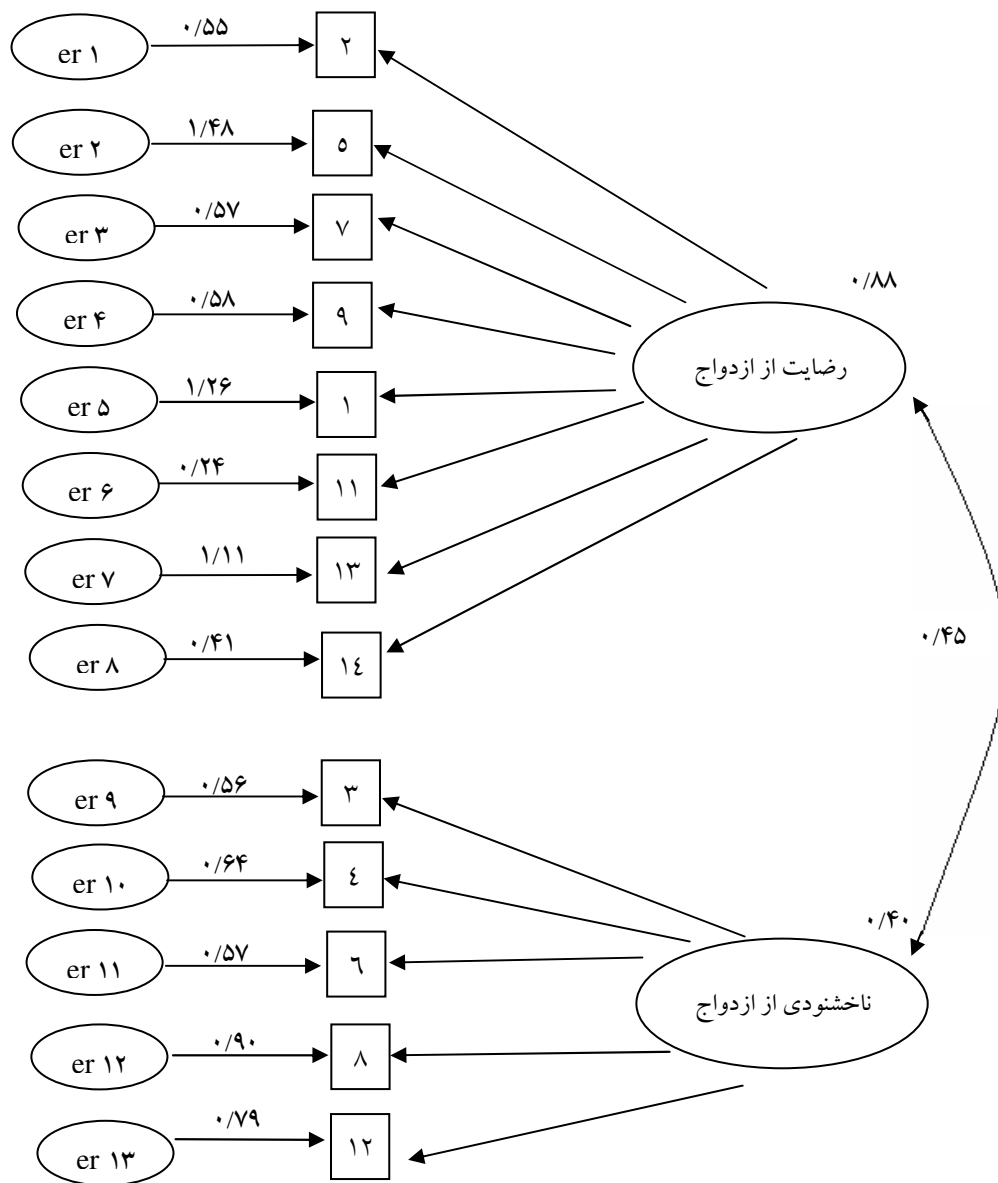 er ۱ ۰/۵۵ ۲
er ۲ ۱/۴۸ ۵
er ۳ ۰/۵۷ ۷
۰/۸۸
er ۴ ۰/۵۸ ۹
رضایت از ازدواج
er ۵ ۱/۲۶ ۱
er ۶ ۰/۲۴ ۱۱
er ۷ ۱/۱۱ ۱۳
er ۸ ۰/۴۱ ١٤
۰/۴۵
er ۹ ۰/۵۶ ۳
er ۱۰ ۰/۶۴ ٤
er ۱۱ ۰/۵۷ ٦
۰/۴۰
ناخشنودی از ازدواج
er ۱۲ ۰/۹۰ ۸
er ۱۳ ۰/۷۹ ۱۲